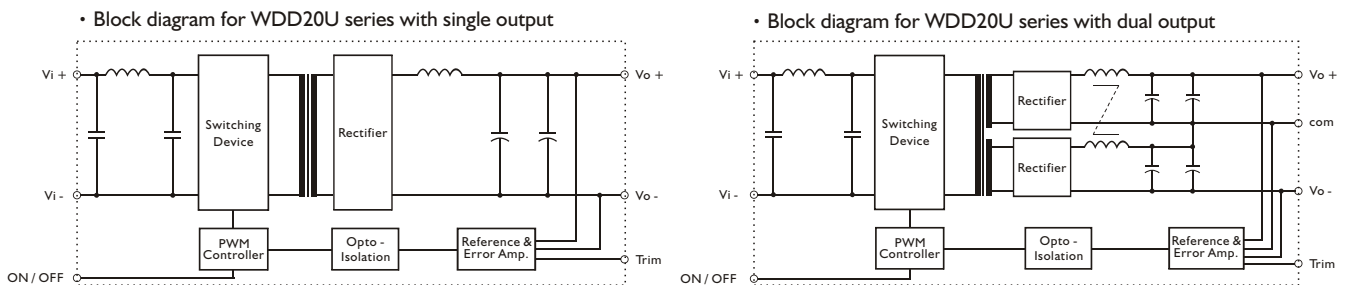 • Block diagram for WDD20U series with single output
Vi +
Switching
Device
Rectifier
Vo +
Vi -
Vo -
PWM
Controller
Opto -
Isolation
Reference &
Error Amp.
Trim
ON / OFF
• Block diagram for WDD20U series with dual output
Vi +
Switching
Device
Rectifier
Vo +
com
Rectifier
Vi -
Vo -
PWM
Controller
Opto -
Isolation
Reference &
Error Amp.
Trim
ON / OFF